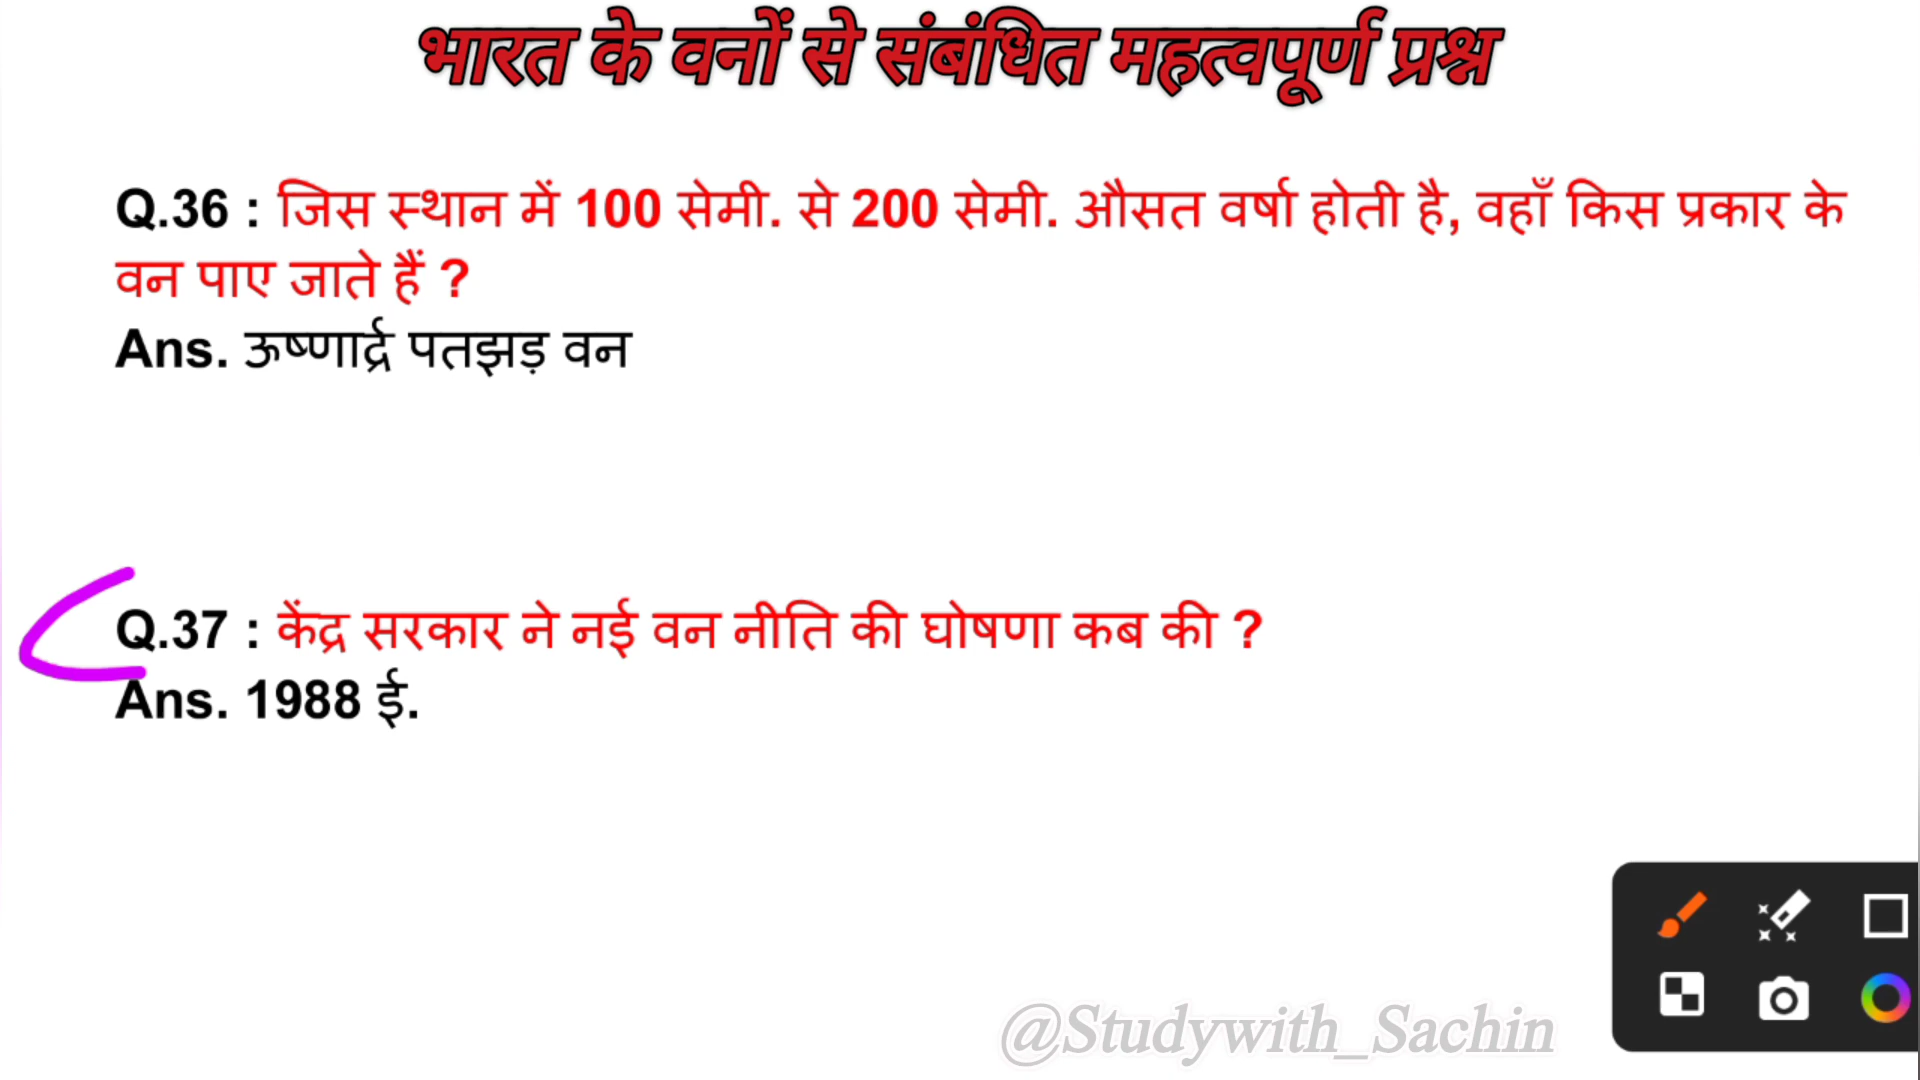 भारत के वनों से संबंधित महत्वपूर्ण प्रश्न
Q.36 : जिस स्थान में 100 सेमी. से 200 सेमी. औसत वर्षा होती है, वहाँ किस प्रकार के
वन पाए जाते हैं ?
Ans. ऊष्णार्द्र पतझड़ वन
Q.37 : केंद्र सरकार ने नई वन नीति की घोषणा कब की ?
Ans. 1988 ई.
@Studywith_Sachin